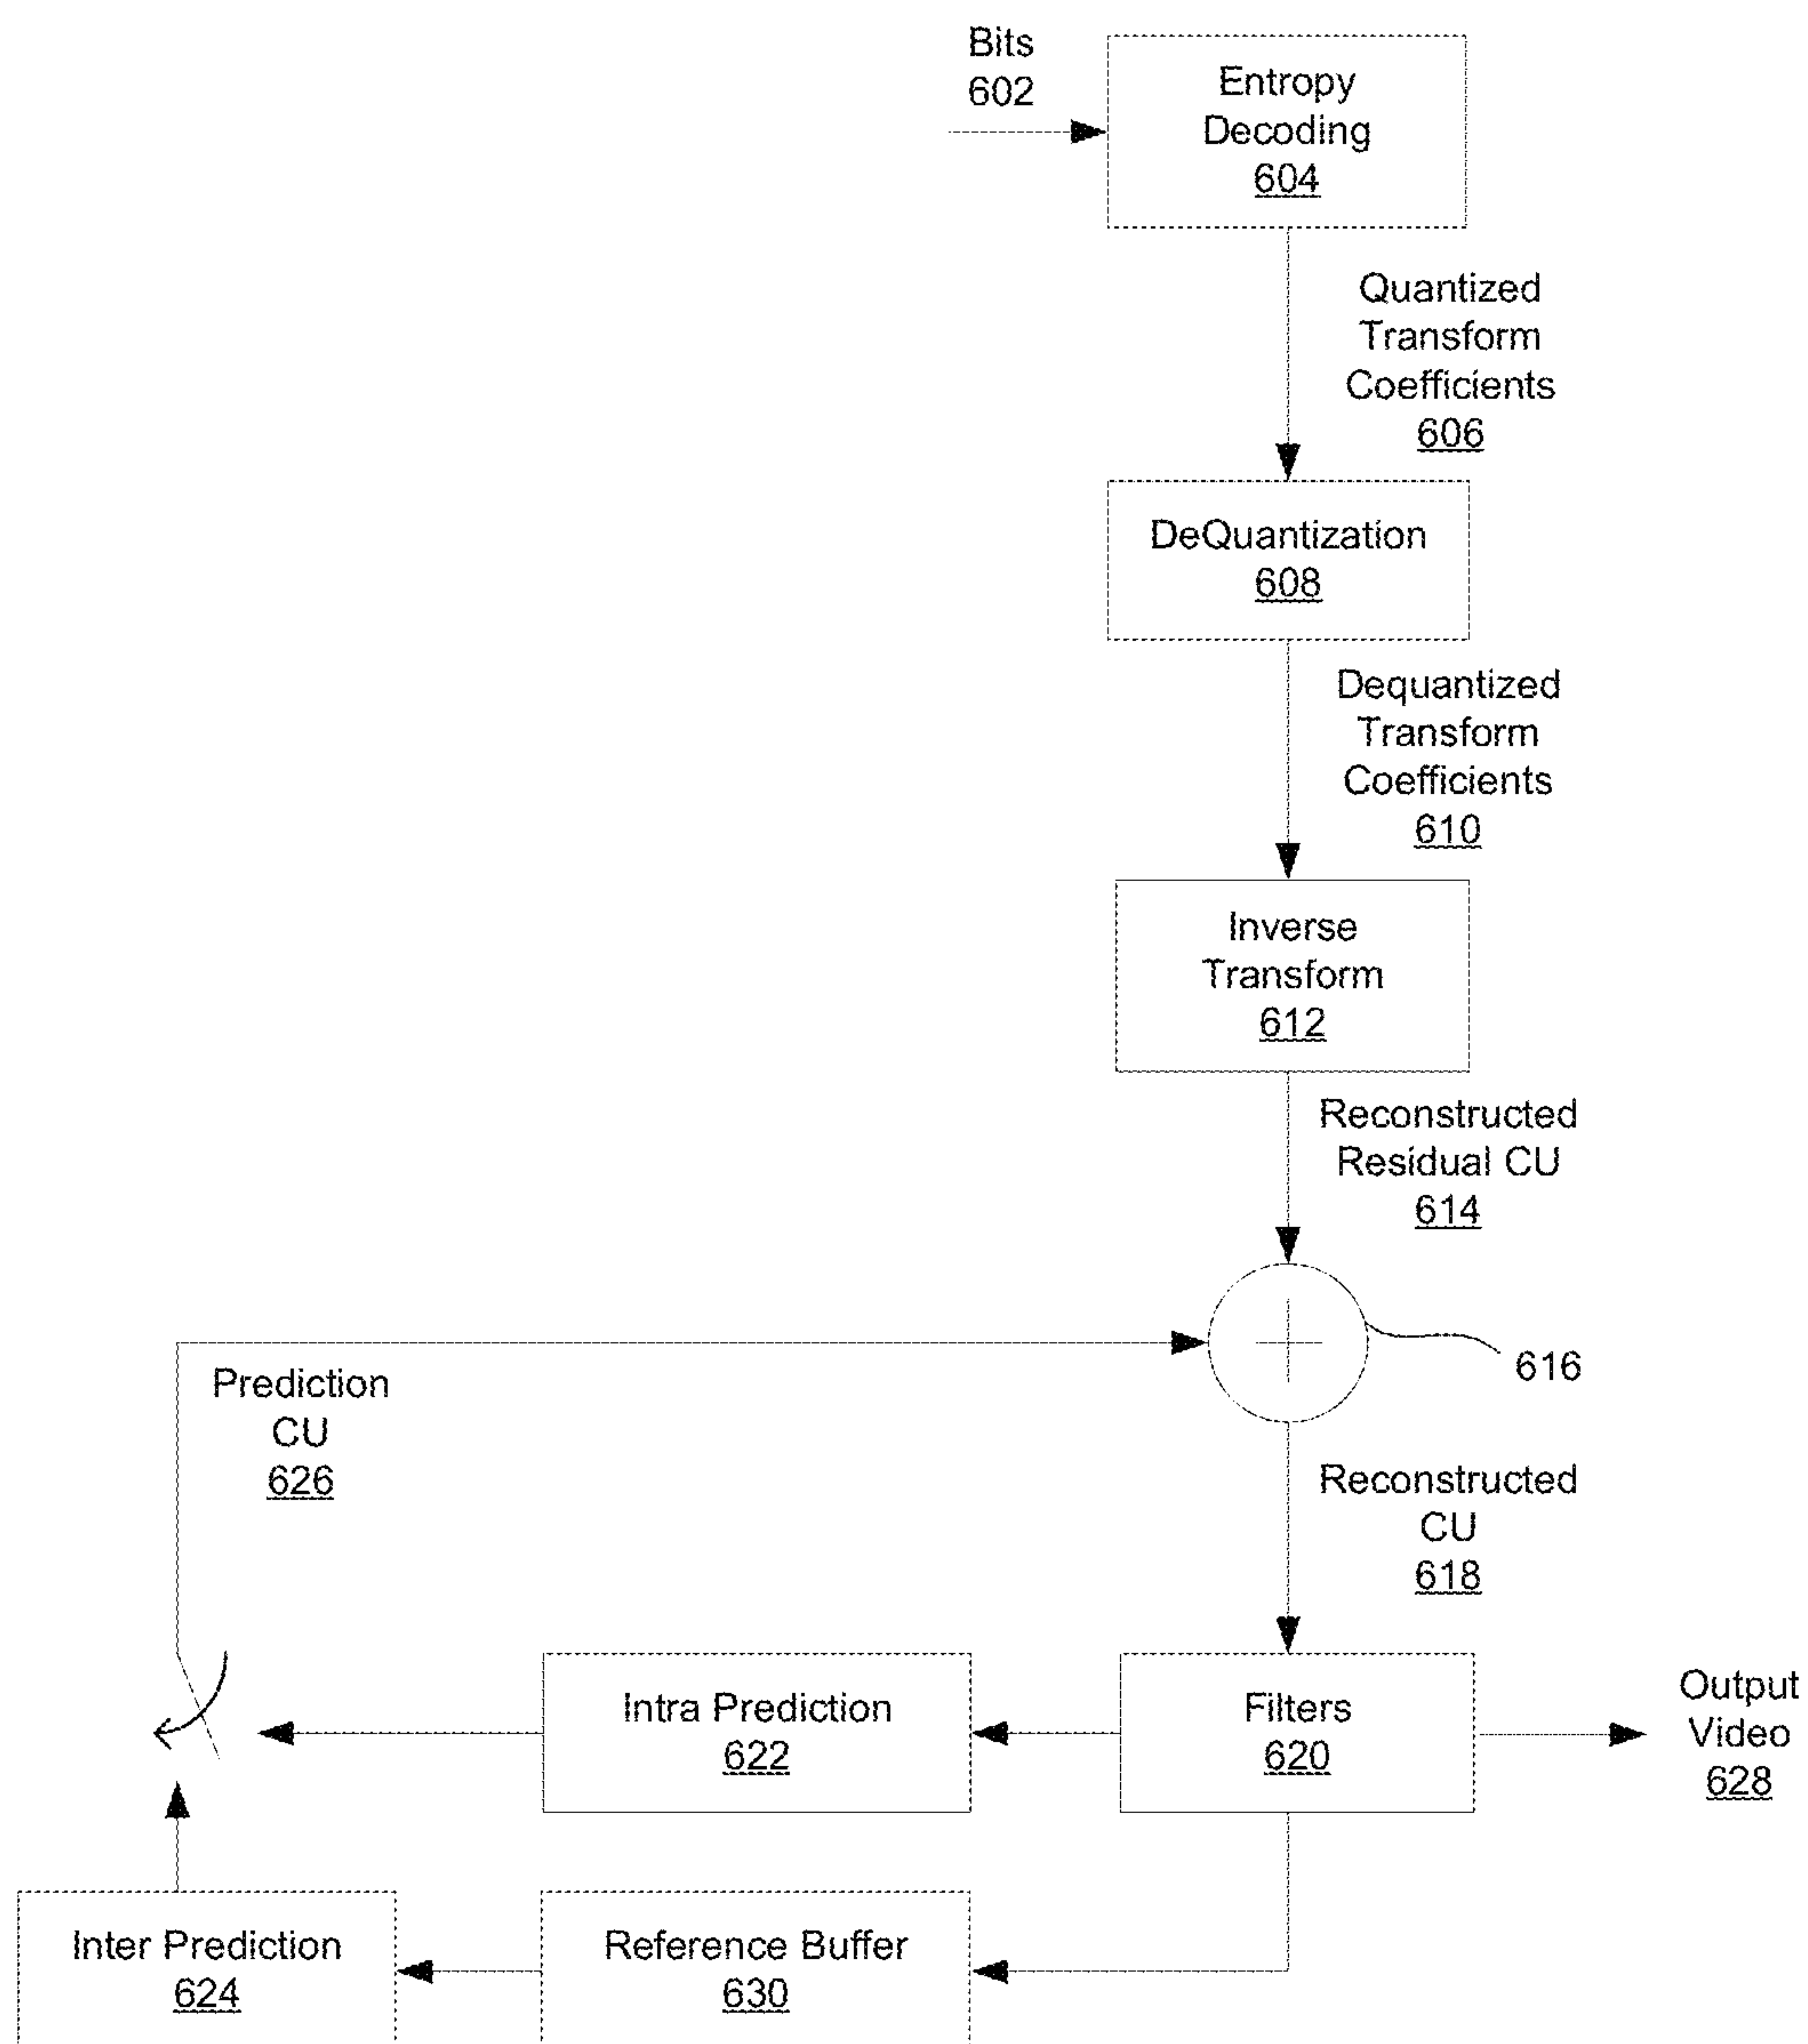 Bits
602
Entropy
Decoding
604
Quantized
Transform
Coefficients
606
DeQuantization
608
Dequantized
Transform
Coefficients
610
Inverse
Transform
612
Reconstructed
Residual CU
614
616
Prediction
CU
626
Reconstructed
CU
618
Intra Prediction
622
Filters
620
Output
Video
628
Inter Prediction
624
Reference Buffer
630